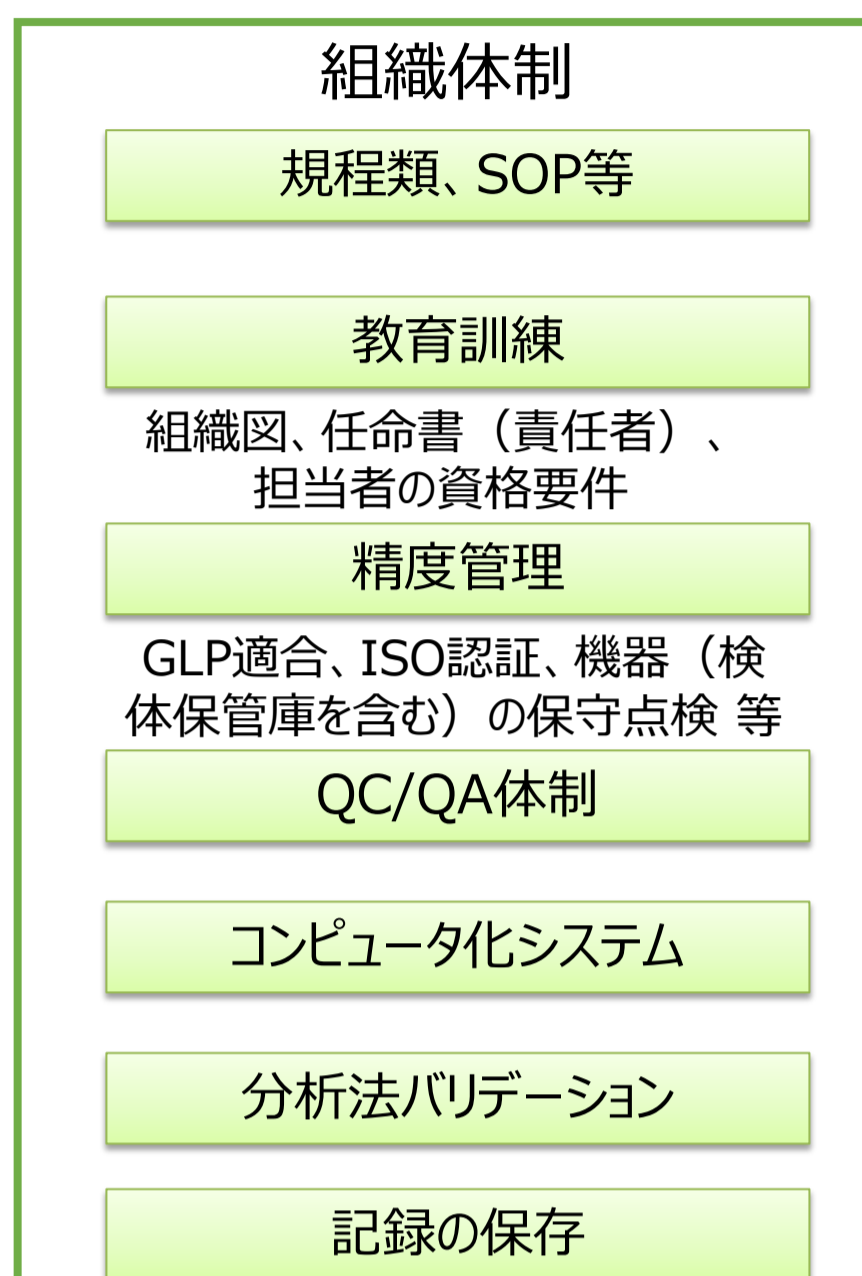 組織体制
規程類、SOP等
教育訓練
組織図、任命書（責任者）、
担当者の資格要件
精度管理
GLP適合、ISO認証、機器（検
体保管庫を含む）の保守点検 等
QC/QA体制
コンピュータ化システム
分析法バリデーション
記録の保存